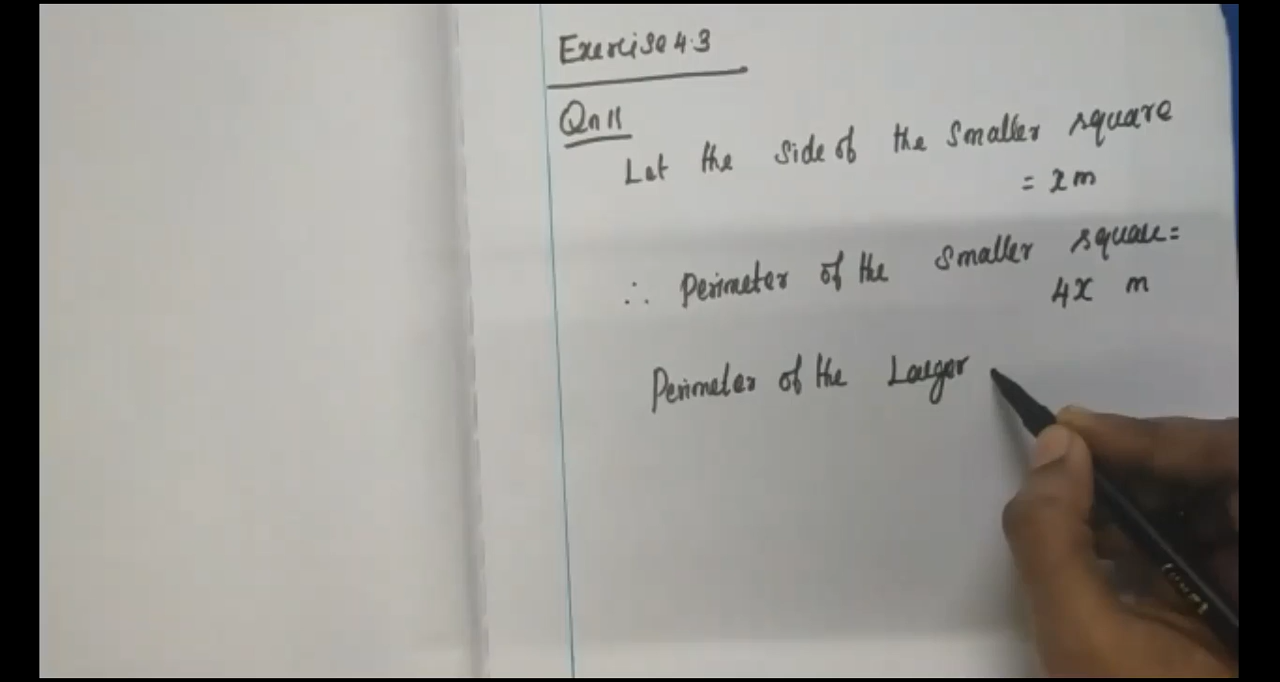 Exercise 4.3
Qn 11
Let the side of the smaller square
= x m
∴ Perimeter of the smaller square =
4x m
Perimeter of the Larger